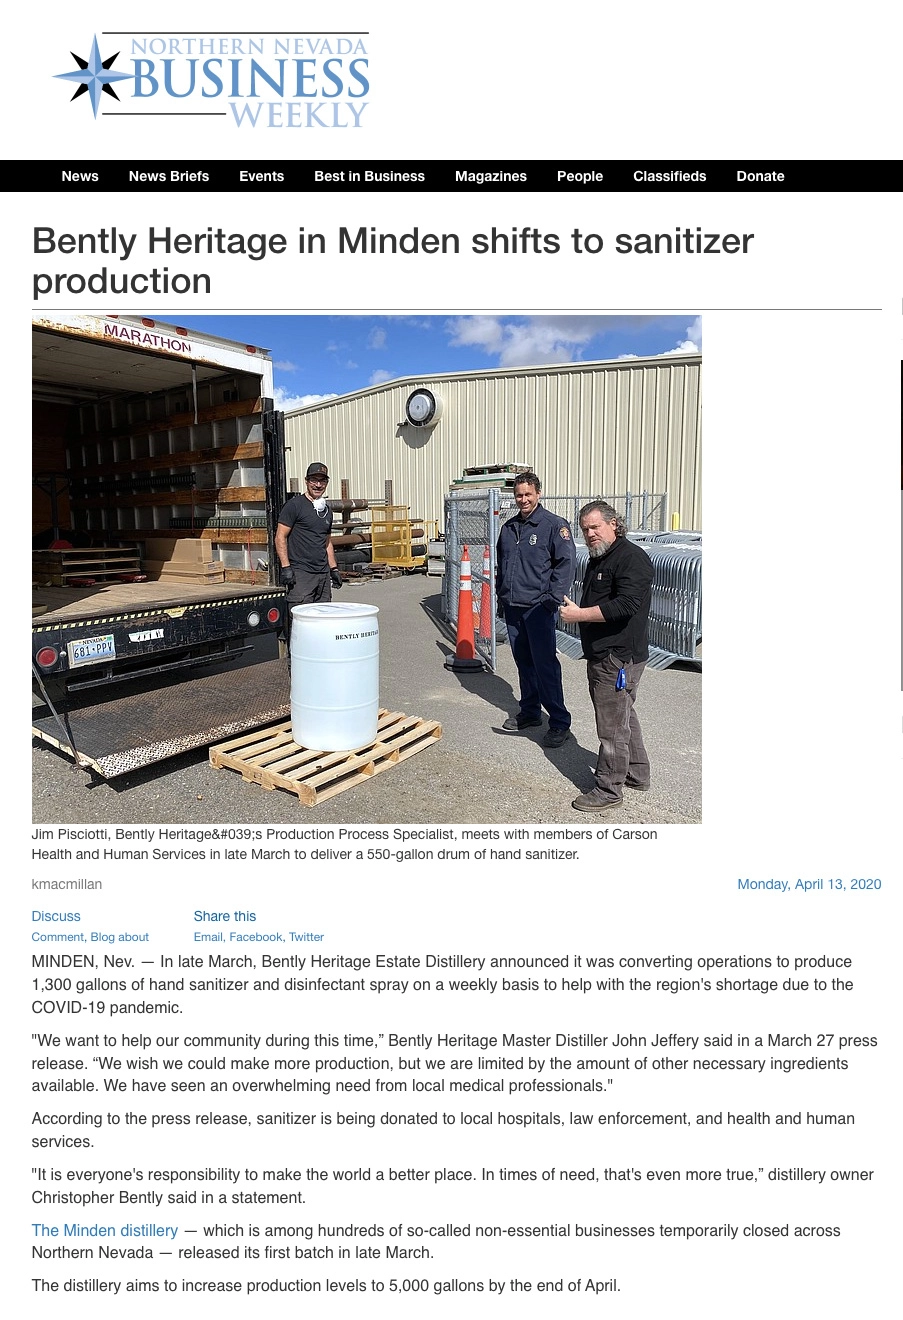 NORTHERN NEVADA
BUSINESS
WEEKLY
News News Briefs Events Best in Business Magazines People Classifieds Donate
Bently Heritage in Minden shifts to sanitizer
production
MARATHON
BENTLY HERITAGE
NEVADA
681·PPV
Jim Pisciotti, Bently Heritage&#039;s Production Process Specialist, meets with members of Carson
Health and Human Services in late March to deliver a 550-gallon drum of hand sanitizer.
kmacmillan Monday, April 13, 2020
Discuss Share this
Comment, Blog about Email, Facebook, Twitter
MINDEN, Nev. — In late March, Bently Heritage Estate Distillery announced it was converting operations to produce
1,300 gallons of hand sanitizer and disinfectant spray on a weekly basis to help with the region's shortage due to the
COVID-19 pandemic.
"We want to help our community during this time,” Bently Heritage Master Distiller John Jeffery said in a March 27 press
release. “We wish we could make more production, but we are limited by the amount of other necessary ingredients
available. We have seen an overwhelming need from local medical professionals."
According to the press release, sanitizer is being donated to local hospitals, law enforcement, and health and human
services.
"It is everyone's responsibility to make the world a better place. In times of need, that's even more true,” distillery owner
Christopher Bently said in a statement.
The Minden distillery — which is among hundreds of so-called non-essential businesses temporarily closed across
Northern Nevada — released its first batch in late March.
The distillery aims to increase production levels to 5,000 gallons by the end of April.